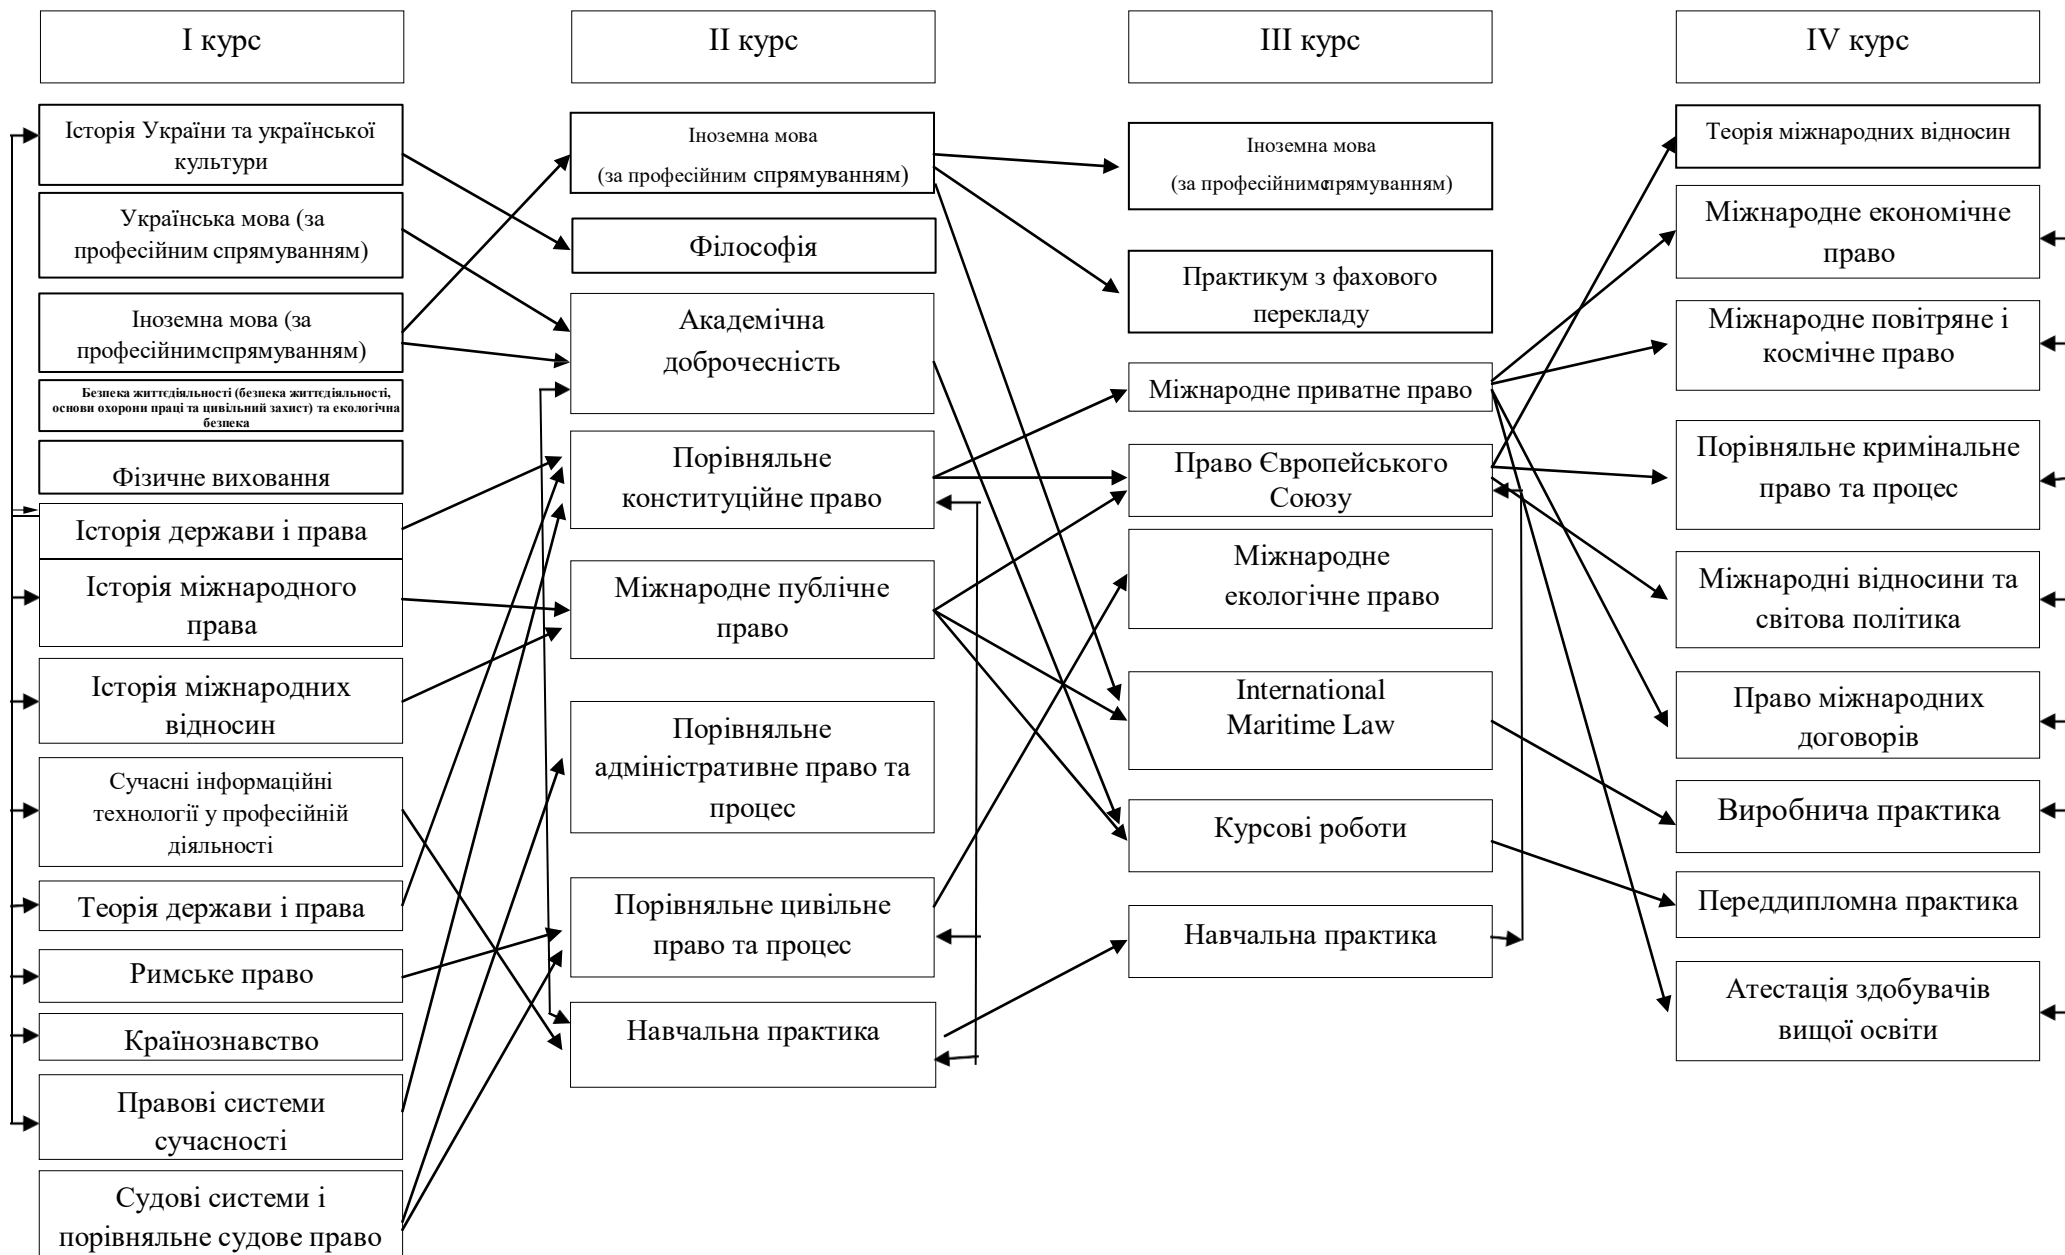 І курс
ІІ курс
ІІІ курс
IV курс
Історія України та української
культури
Українська мова (за
професійним спрямуванням)
Іноземна мова (за
професійнимспрямуванням)
Безпека життєдіяльності (безпека життєдіяльності,
основи охорони праці та цивільний захист) та екологічна
безпека
Фізичне виховання
Історія держави і права
Історія міжнародного
права
Історія міжнародних
відносин
Сучасні інформаційні
технології у професійній
діяльності
Теорія держави і права
Римське право
Країнознавство
Правові системи
сучасності
Судові системи і
порівняльне судове право
Іноземна мова
(за професійним спрямуванням)
Філософія
Академічна
доброчесність
Порівняльне
конституційне право
Міжнародне публічне
право
Порівняльне
адміністративне право та
процес
Порівняльне цивільне
право та процес
Навчальна практика
Іноземна мова
(за професійнимспрямуванням)
Практикум з фахового
перекладу
Міжнародне приватне право
Право Європейського
Союзу
Міжнародне
екологічне право
International
Maritime Law
Курсові роботи
Навчальна практика
Теорія міжнародних відносин
Міжнародне економічне
право
Міжнародне повітряне і
космічне право
Порівняльне кримінальне
право та процес
Міжнародні відносини та
світова політика
Право міжнародних
договорів
Виробнича практика
Переддипломна практика
Атестація здобувачів
вищої освіти